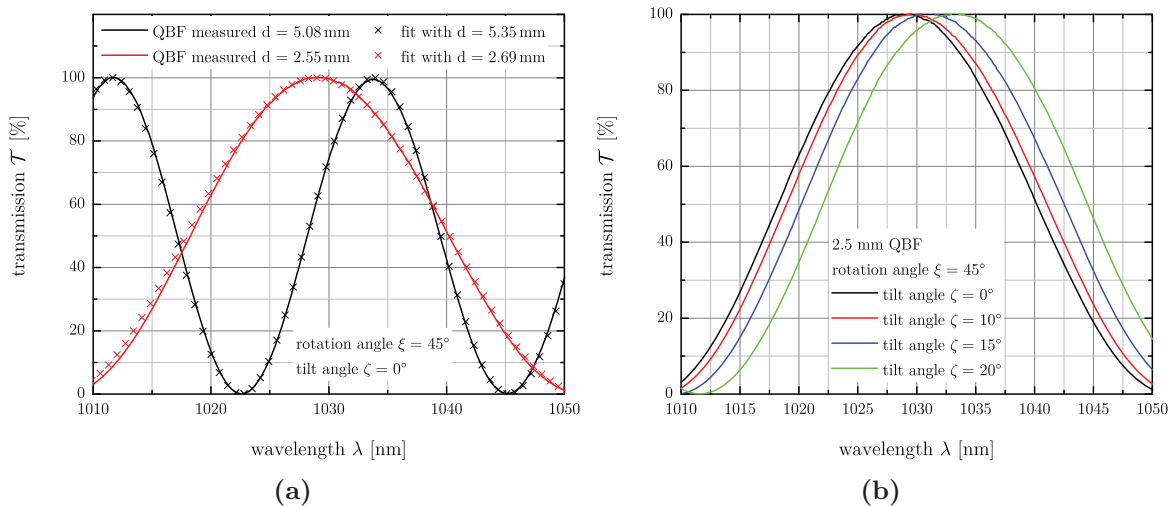 QBF measured d = 5.08 mm
fit with d = 5.35 mm
QBF measured d = 2.55 mm
fit with d = 2.69 mm
100
80
60
40
20
0
transmission 𝒯 [%]
rotation angle ξ = 45°
tilt angle ζ = 0°
1010 1020 1030 1040 1050
wavelength λ [nm]
(a)
100
80
60
40
20
0
transmission 𝒯 [%]
2.5 mm QBF
rotation angle ξ = 45°
tilt angle ζ = 0°
tilt angle ζ = 10°
tilt angle ζ = 15°
tilt angle ζ = 20°
1010 1015 1020 1025 1030 1035 1040 1045 1050
wavelength λ [nm]
(b)